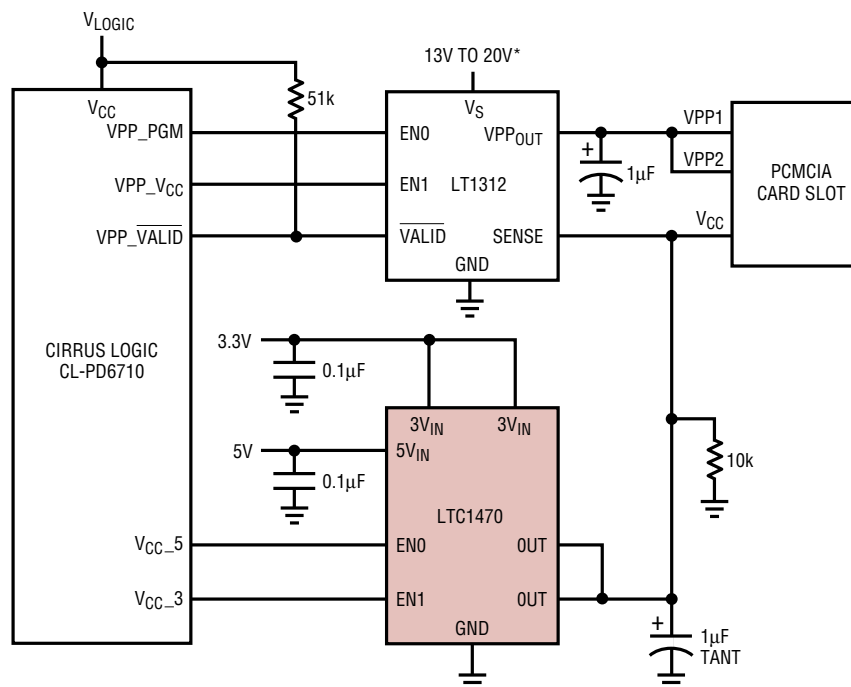 VLOGIC
13V TO 20V*
51k
VCC
VPP_PGM
VPP_VCC
VPP_VALID
CIRRUS LOGIC
CL-PD6710
VCC_5
VCC_3
VS
EN0
VPPOUT
EN1
LT1312
VALID
SENSE
GND
+
1µF
VPP1
VPP2
VCC
PCMCIA
CARD SLOT
3.3V
0.1µF
5V
0.1µF
3VIN
3VIN
5VIN
LTC1470
EN0
OUT
EN1
OUT
GND
10k
+
1µF
TANT